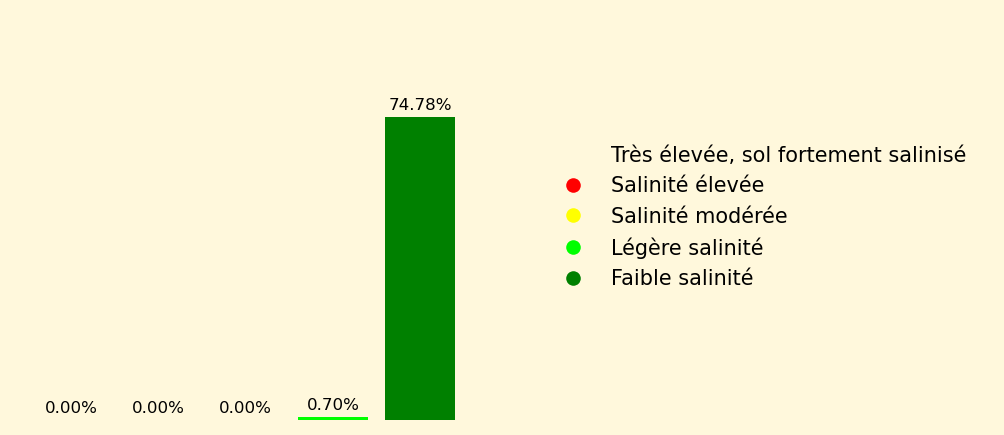 74.78%
0.00%
0.00%
0.00%
0.70%
Très élevée, sol fortement salinisé
Salinité élevée
Salinité modérée
Légère salinité
Faible salinité